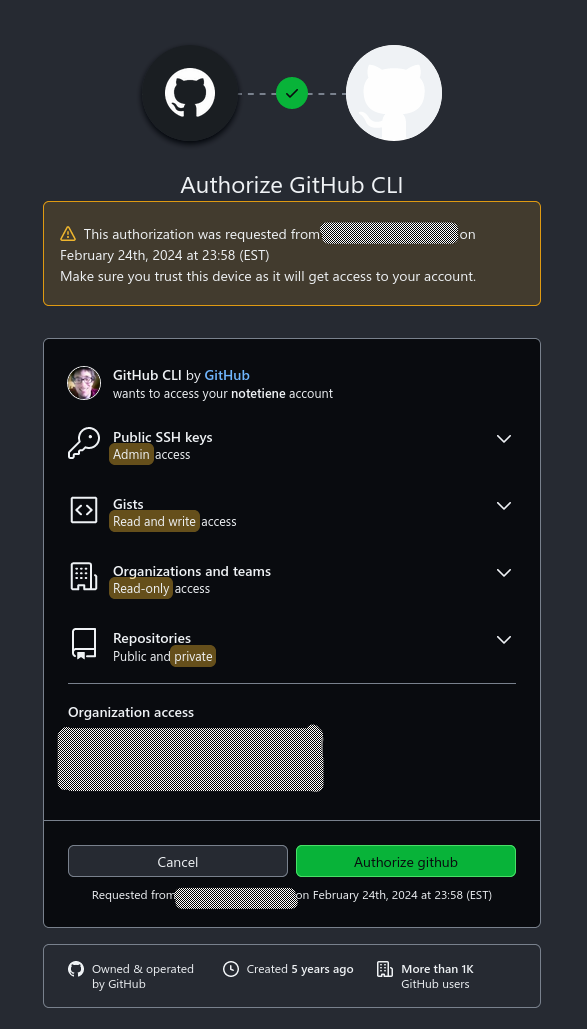 Authorize GitHub CLI
This authorization was requested from on
February 24th, 2024 at 23:58 (EST)
Make sure you trust this device as it will get access to your account.
GitHub CLI by GitHub
wants to access your notetiene account
Public SSH keys
Admin access
Gists
Read and write access
Organizations and teams
Read-only access
Repositories
Public and private
Organization access
Cancel
Authorize github
Requested from on February 24th, 2024 at 23:58 (EST)
Owned & operated
by GitHub
Created 5 years ago
More than 1K
GitHub users